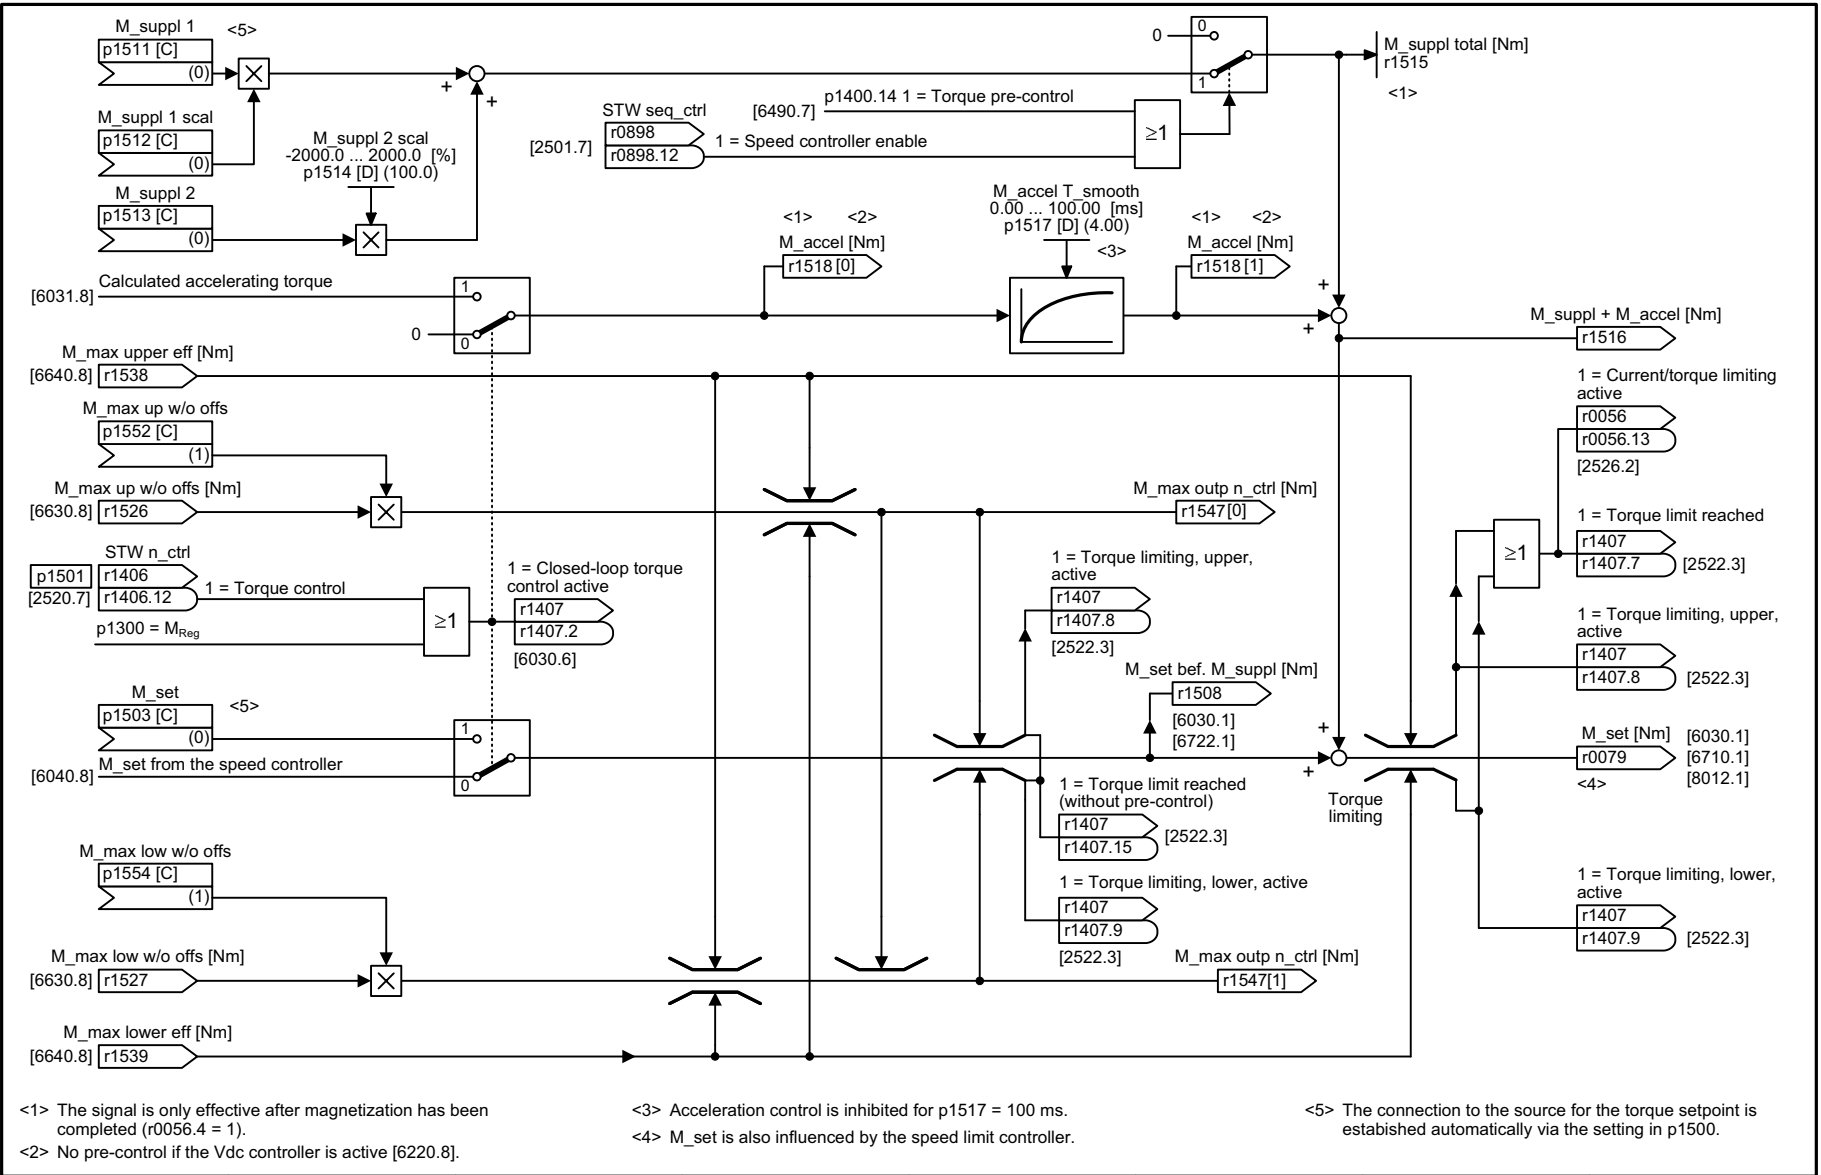 M_suppl 1
<5>
p1511 [C]
(0)
M_suppl 1 scal
p1512 [C]
(0)
M_suppl 2 scal
-2000.0 ... 2000.0 [%]
p1514 [D] (100.0)
M_suppl 2
p1513 [C]
(0)
+
+
0
0
1
M_suppl total [Nm]
r1515
<1>
[6490.7]
p1400.14 1 = Torque pre-control
STW seq_ctrl
[2501.7]
r0898
r0898.12
1 = Speed controller enable
≥1
M_accel T_smooth
0.00 ... 100.00 [ms]
p1517 [D] (4.00)
<3>
<1> <2>
M_accel [Nm]
r1518 [0]
<1> <2>
M_accel [Nm]
r1518 [1]
[6031.8]
Calculated accelerating torque
1
0
0
+
+
M_suppl + M_accel [Nm]
r1516
M_max upper eff [Nm]
[6640.8]
r1538
M_max up w/o offs
p1552 [C]
(1)
M_max up w/o offs [Nm]
[6630.8]
r1526
M_max outp n_ctrl [Nm]
r1547[0]
1 = Current/torque limiting
active
r0056
r0056.13
[2526.2]
1 = Torque limit reached
r1407
r1407.7
[2522.3]
≥1
STW n_ctrl
p1501
[2520.7]
r1406
r1406.12
1 = Torque control
p1300 = MReg
≥1
1 = Closed-loop torque
control active
r1407
r1407.2
[6030.6]
1 = Torque limiting, upper,
active
r1407
r1407.8
[2522.3]
1 = Torque limiting, upper,
active
r1407
r1407.8
[2522.3]
M_set bef. M_suppl [Nm]
r1508
[6030.1]
[6722.1]
M_set
<5>
p1503 [C]
(0)
1
[6040.8]
M_set from the speed controller
0
+
+
Torque
limiting
M_set [Nm]
r0079
<4>
[6030.1]
[6710.1]
[8012.1]
1 = Torque limit reached
(without pre-control)
r1407
r1407.15
[2522.3]
1 = Torque limiting, lower, active
r1407
r1407.9
[2522.3]
1 = Torque limiting, lower,
active
r1407
r1407.9
[2522.3]
M_max low w/o offs
p1554 [C]
(1)
M_max low w/o offs [Nm]
[6630.8]
r1527
M_max outp n_ctrl [Nm]
r1547[1]
M_max lower eff [Nm]
[6640.8]
r1539
<1> The signal is only effective after magnetization has been
completed (r0056.4 = 1).
<2> No pre-control if the Vdc controller is active [6220.8].
<3> Acceleration control is inhibited for p1517 = 100 ms.
<4> M_set is also influenced by the speed limit controller.
<5> The connection to the source for the torque setpoint is
estabished automatically via the setting in p1500.